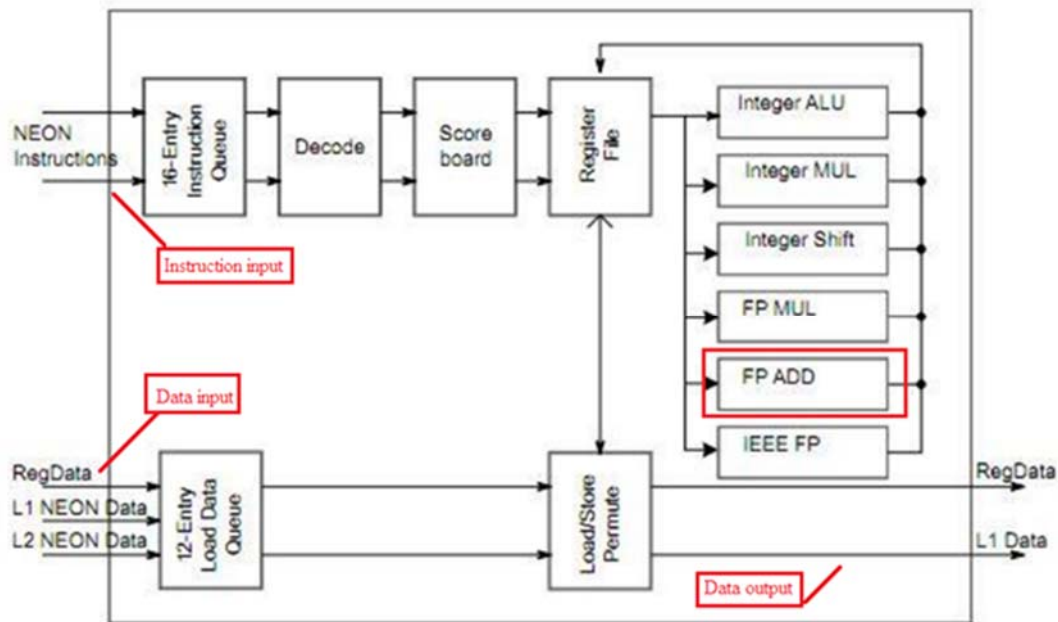 NEON
Instructions
16-Entry
Instruction
Queue
Decode
Score
board
Register
File
Integer ALU
Integer MUL
Integer Shift
FP MUL
FP ADD
IEEE FP
Instruction input
Data input
RegData
L1 NEON Data
L2 NEON Data
12-Entry
Load Data
Queue
Load/Store
Permute
RegData
L1 Data
Data output